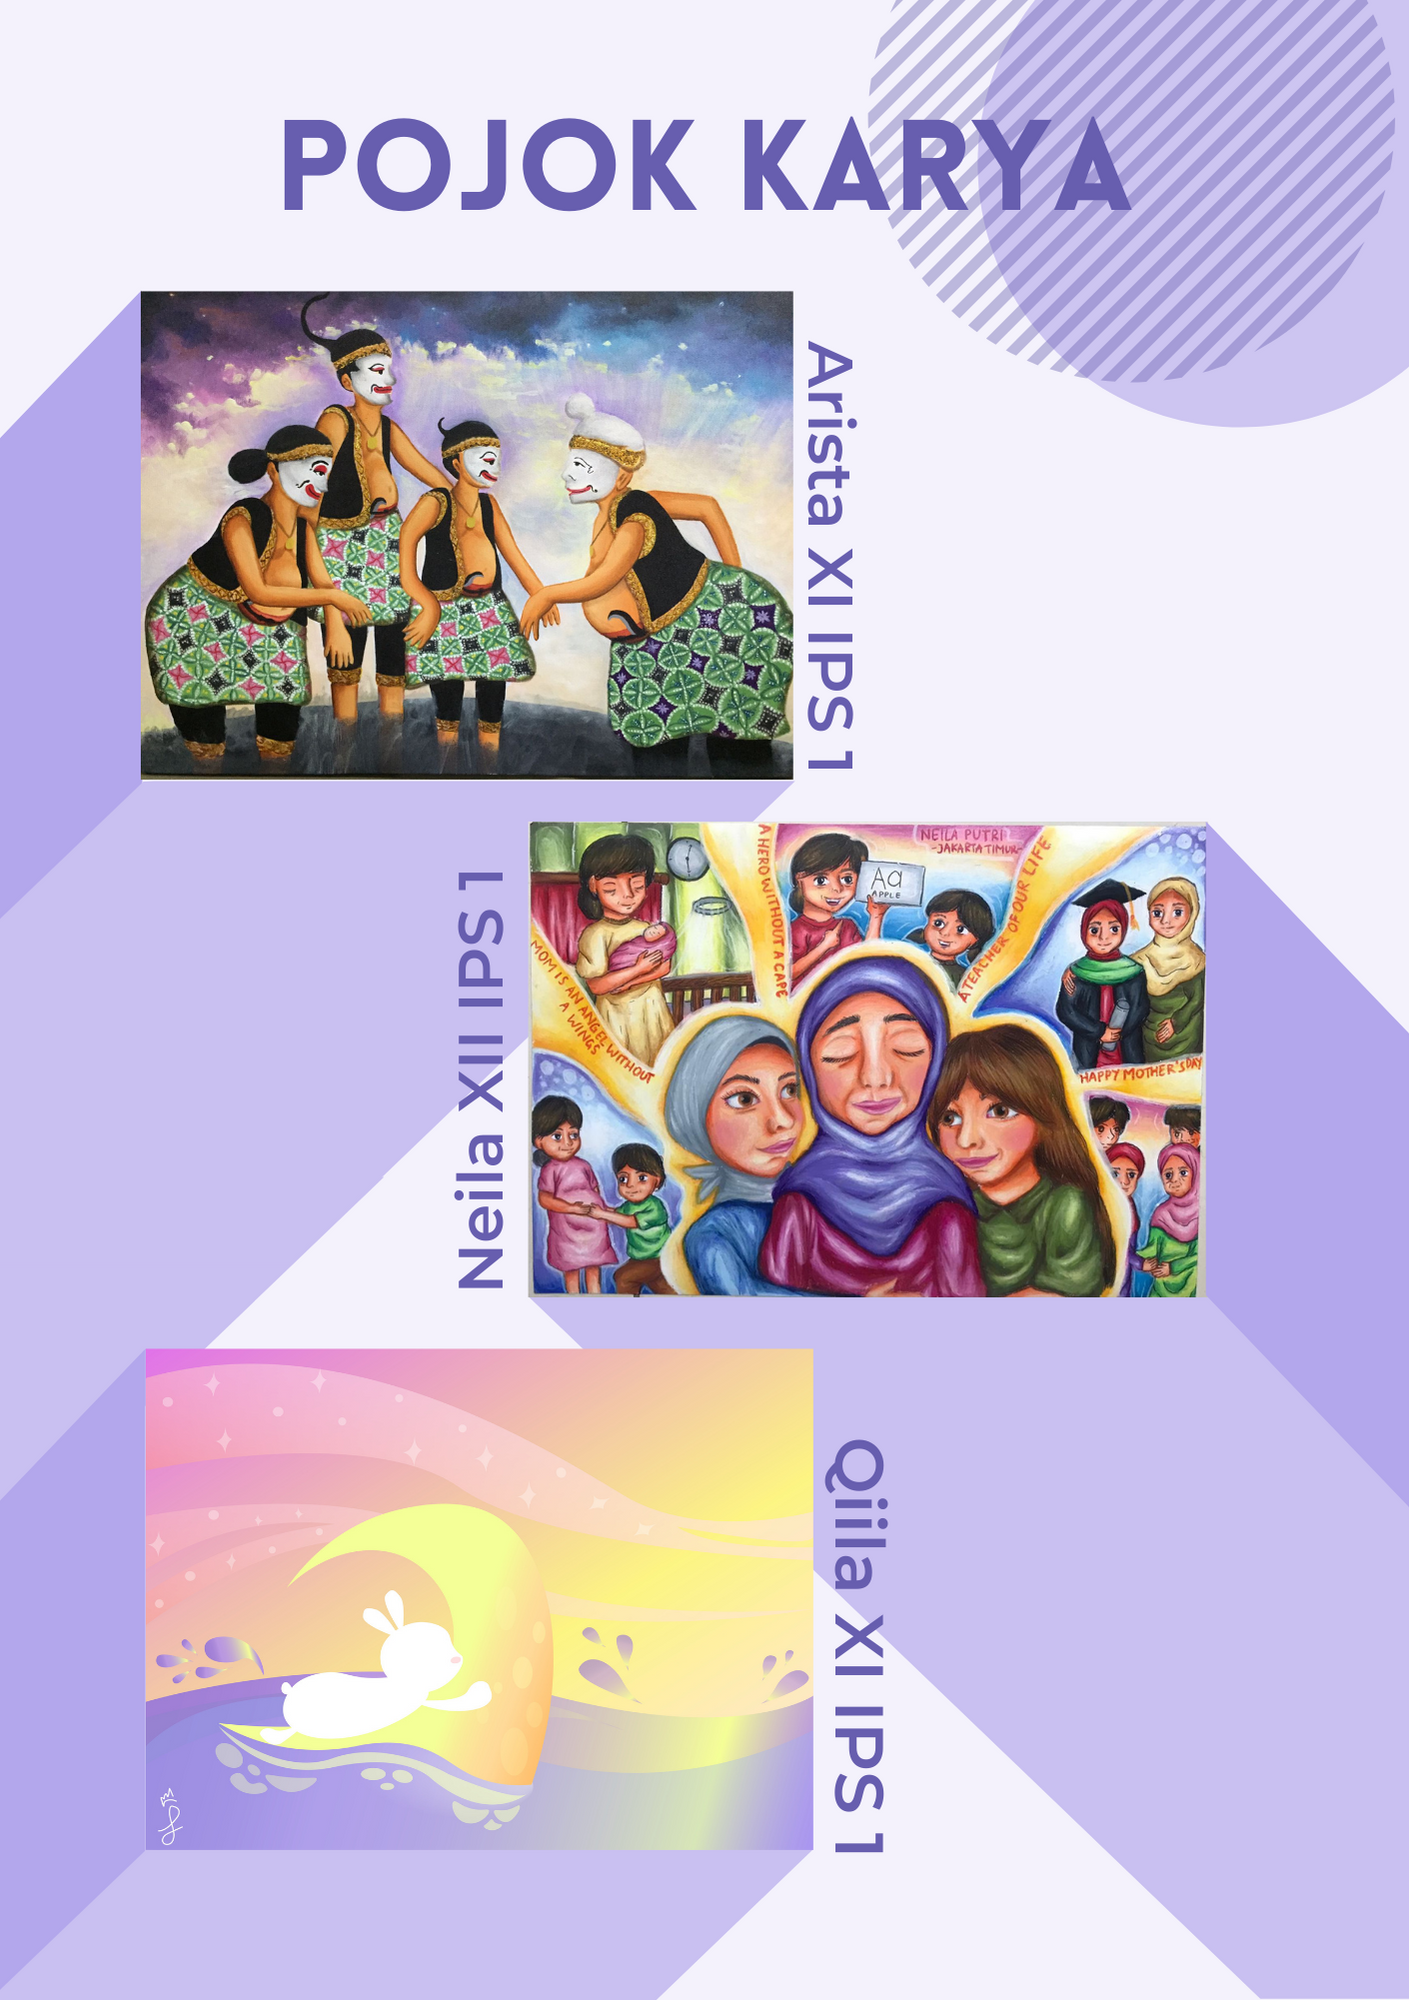 POJOK KARYA
Arista XI IPS 1
Neila XII IPS 1
MOM IS AN ANGEL WITHOUT
A WINGS
A HERO WITHOUT A CAPE
Aa
APPLE
NEILA PUTRI
-JAKARTA TIMUR-
A TEACHER OF OUR LIFE
HAPPY MOTHER'S DAY
Qiila XI IPS 1